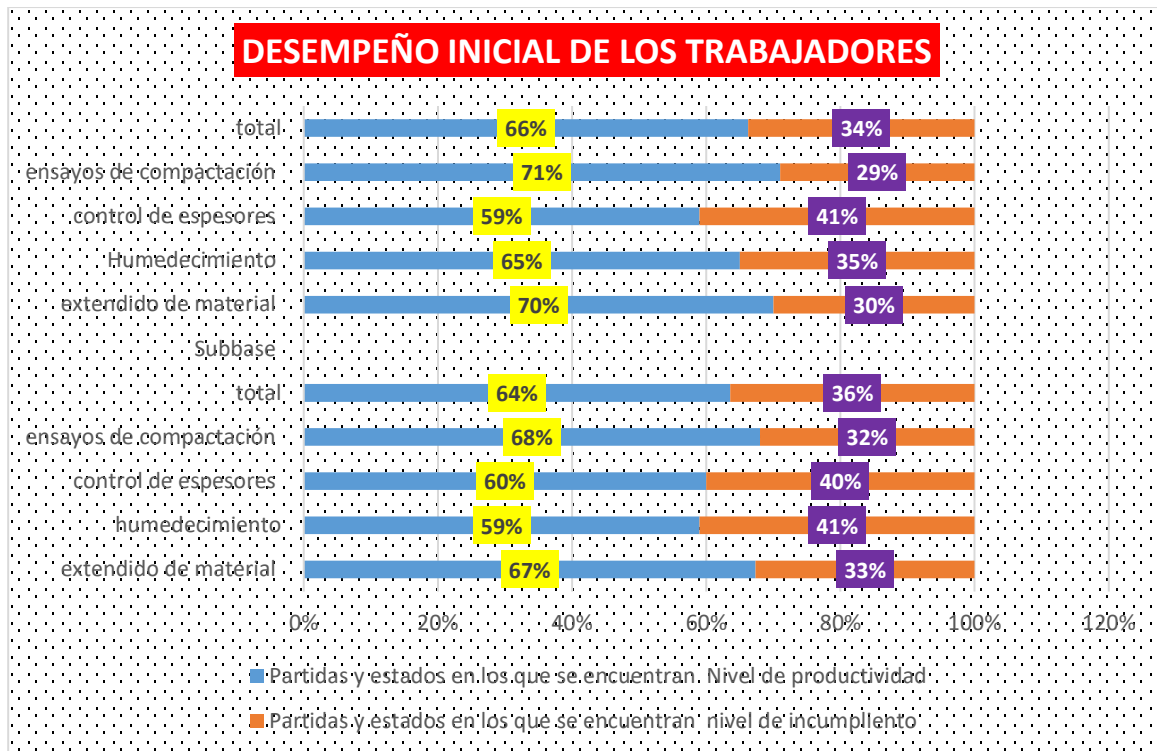 DESEMPEÑO INICIAL DE LOS TRABAJADORES
total 66% 34%
ensayos de compactación 71% 29%
control de espesores 59% 41%
Humedecimiento 65% 35%
extendido de material 70% 30%
Subbase
total 64% 36%
ensayos de compactación 68% 32%
control de espesores 60% 40%
humedecimiento 59% 41%
extendido de material 67% 33%
0% 20% 40% 60% 80% 100% 120%
Partidas y estados en los que se encuentran Nivel de productividad
Partidas y estados en los que se encuentran nivel de incumpliento